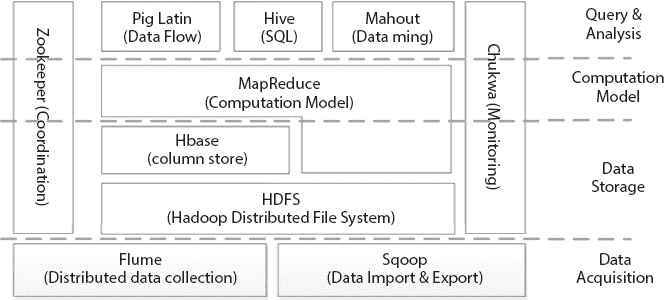 Zookeeper (Coordination)
Pig Latin
(Data Flow)
Hive
(SQL)
Mahout
(Data ming)
Chukwa (Monitoring)
Query &
Analysis
MapReduce
(Computation Model)
Computation
Model
Hbase
(column store)
Data
Storage
HDFS
(Hadoop Distributed File System)
Flume
(Distributed data collection)
Sqoop
(Data Import & Export)
Data
Acquisition